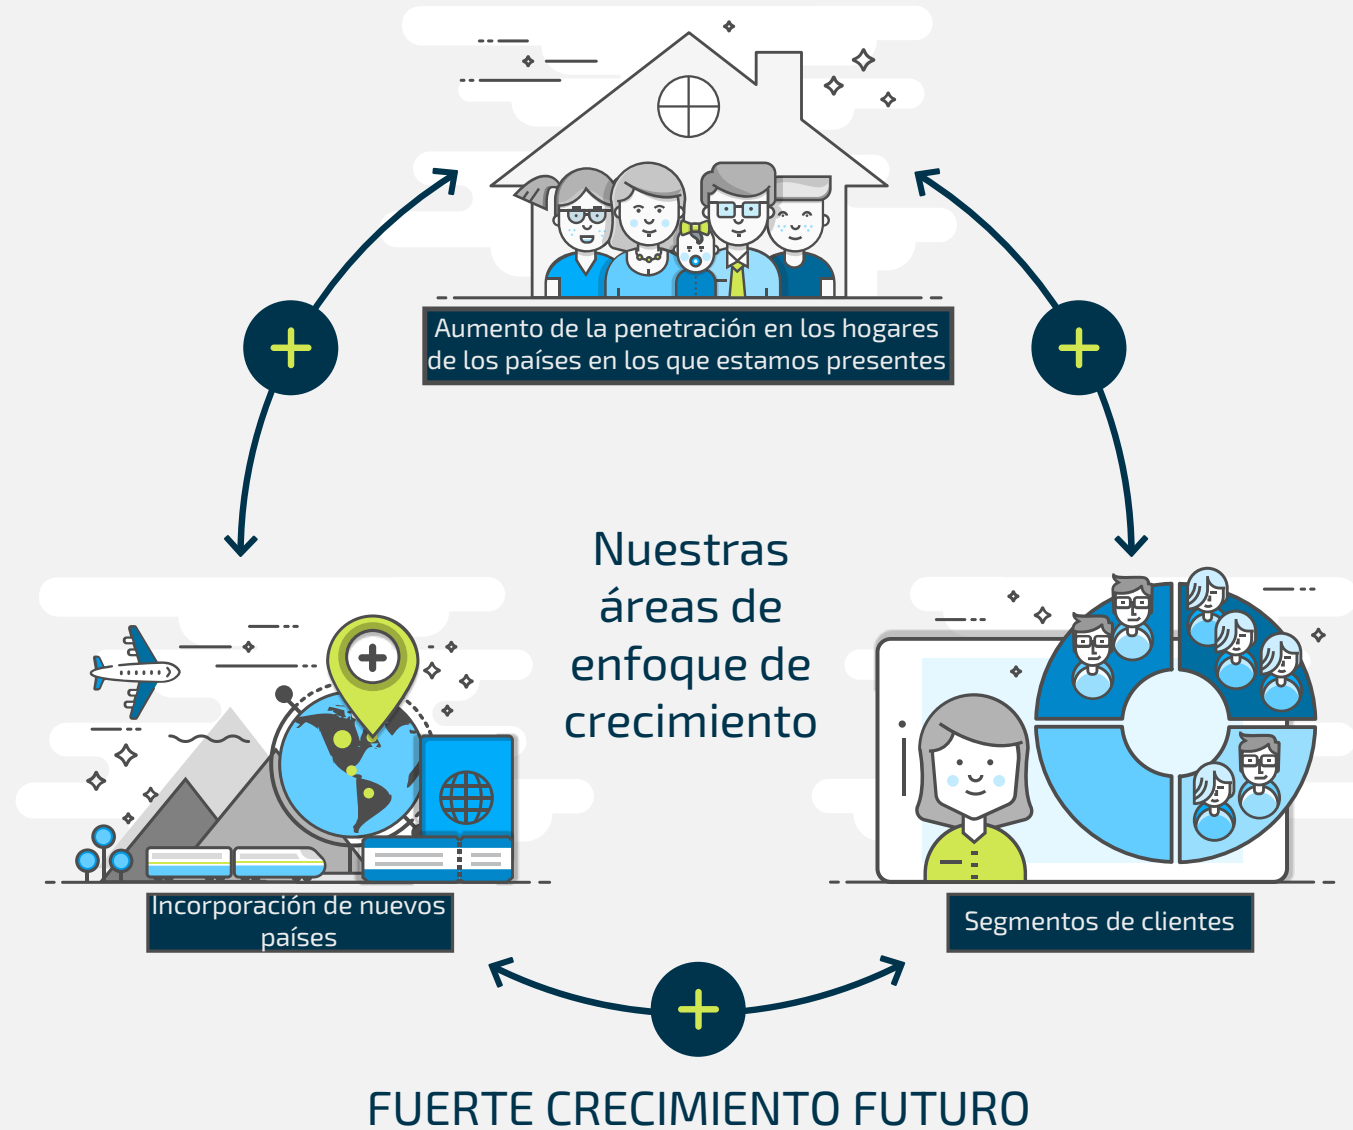 Aumento de la penetración en los hogares
de los países en los que estamos presentes
Nuestras
áreas de
enfoque de
crecimiento
Incorporación de nuevos
países
Segmentos de clientes
FUERTE CRECIMIENTO FUTURO